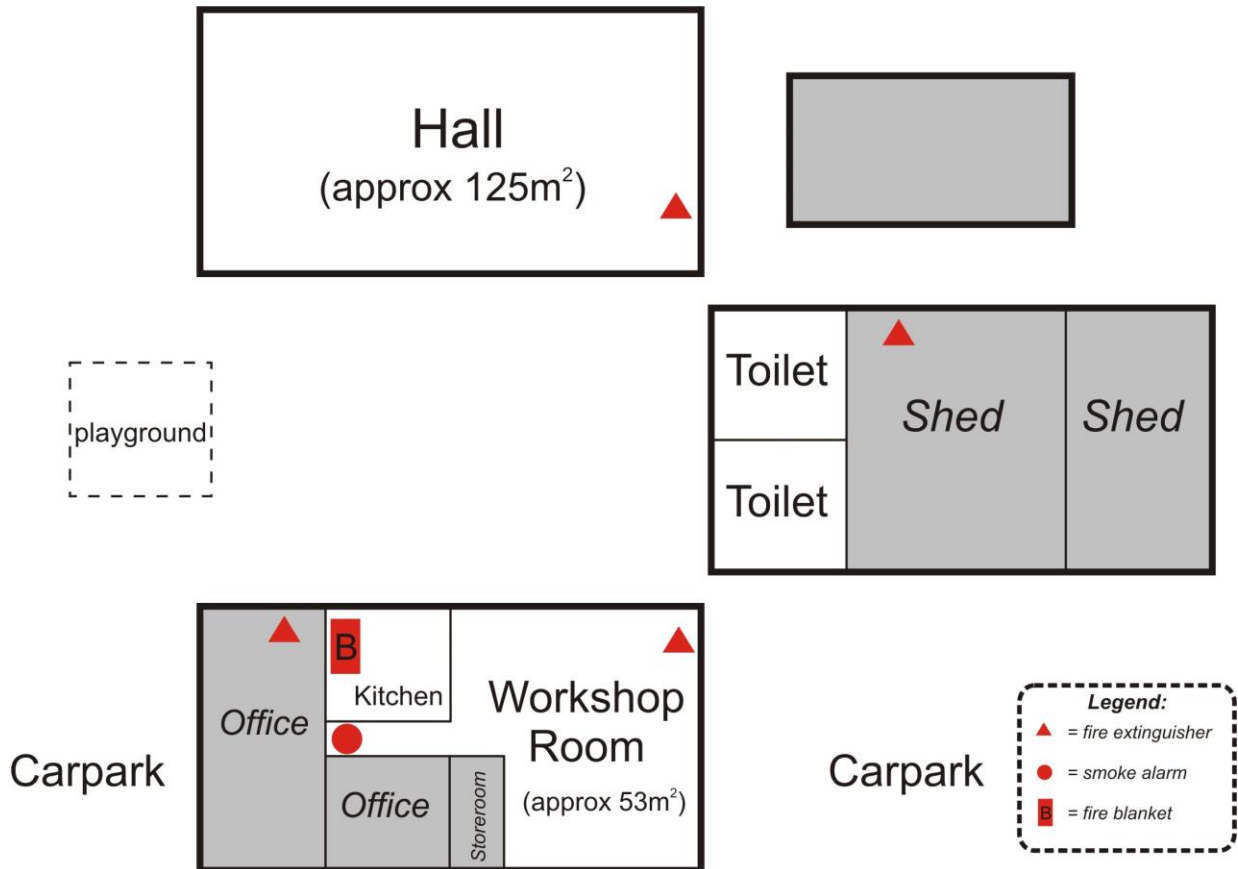 Hall
(approx 125m²)
Toilet
Shed
Shed
playground
Toilet
B
Kitchen
Office
Workshop
Room
(approx 53m²)
Office
Storeroom
Carpark
Carpark
Legend:
= fire extinguisher
= smoke alarm
B = fire blanket